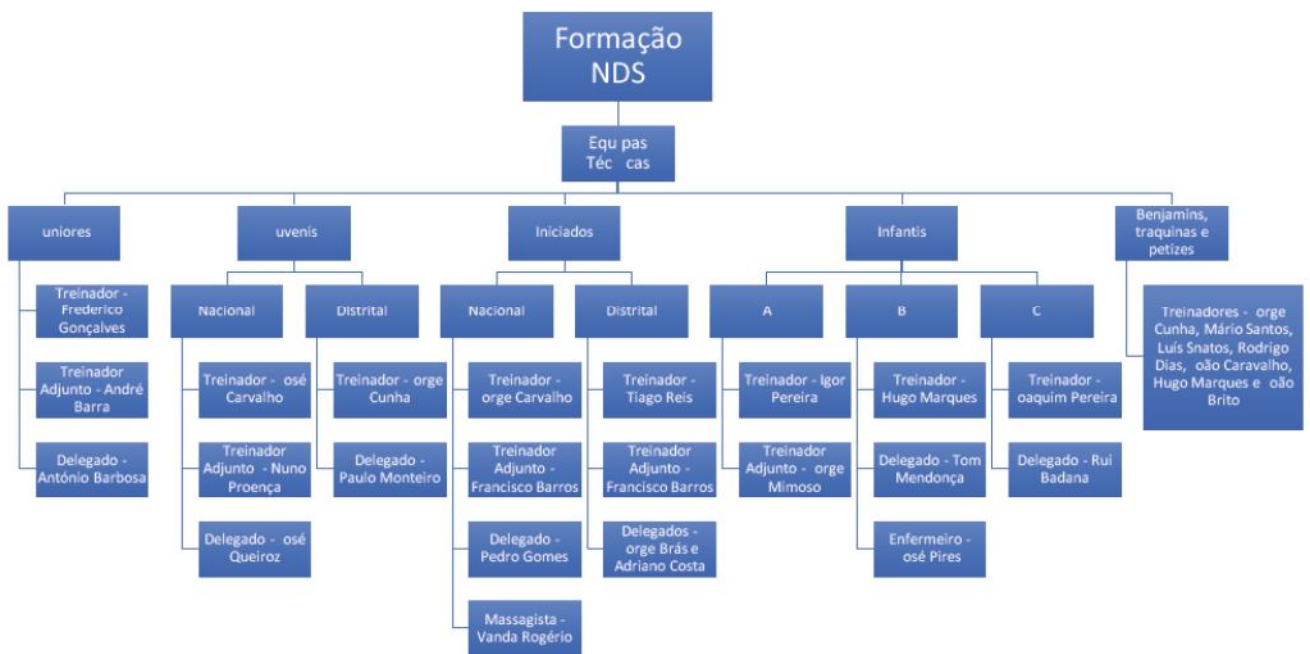 Formação
NDS
Equ pas
Téc cas
uniores
Treinador -
Frederico
Gonçalves
Treinador
Adjunto - André
Barra
Delegado -
António Barbosa
uvenis
Nacional
Treinador - osé
Carvalho
Treinador
Adjunto - Nuno
Proença
Delegado - osé
Queiroz
Distrital
Treinador - orge
Cunha
Delegado -
Paulo Monteiro
Iniciados
Nacional
Treinador -
orge Carvalho
Treinador
Adjunto -
Francisco Barros
Delegado -
Pedro Gomes
Massagista -
Vanda Rogério
Distrital
Treinador -
Tiago Reis
Treinador
Adjunto -
Francisco Barros
Delegados -
orge Brás e
Adriano Costa
Infantis
A
Treinador - Igor
Pereira
Treinador
Adjunto - orge
Mimoso
B
Treinador -
Hugo Marques
Delegado - Tom
Mendonça
Enfermeiro -
osé Pires
C
Treinador -
oaquim Pereira
Delegado - Rui
Badana
Benjamins,
traquinas e
petizes
Treinadores - orge
Cunha, Mário Santos,
Luís Snatos, Rodrigo
Dias, oão Caravalho,
Hugo Marques e oão
Brito